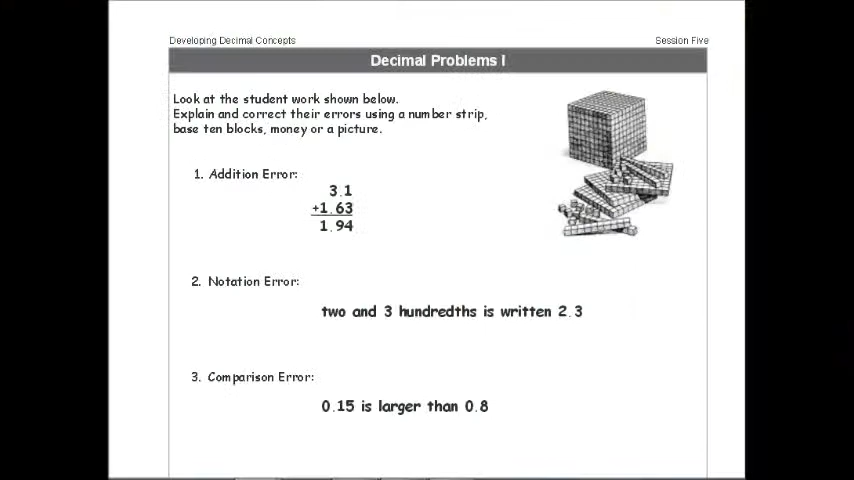 Developing Decimal Concepts
Session Five
Decimal Problems I
Look at the student work shown below.
Explain and correct their errors using a number strip,
base ten blocks, money or a picture.
1. Addition Error:
3.1
+1.63
1.94
2. Notation Error:
two and 3 hundredths is written 2.3
3. Comparison Error:
0.15 is larger than 0.8